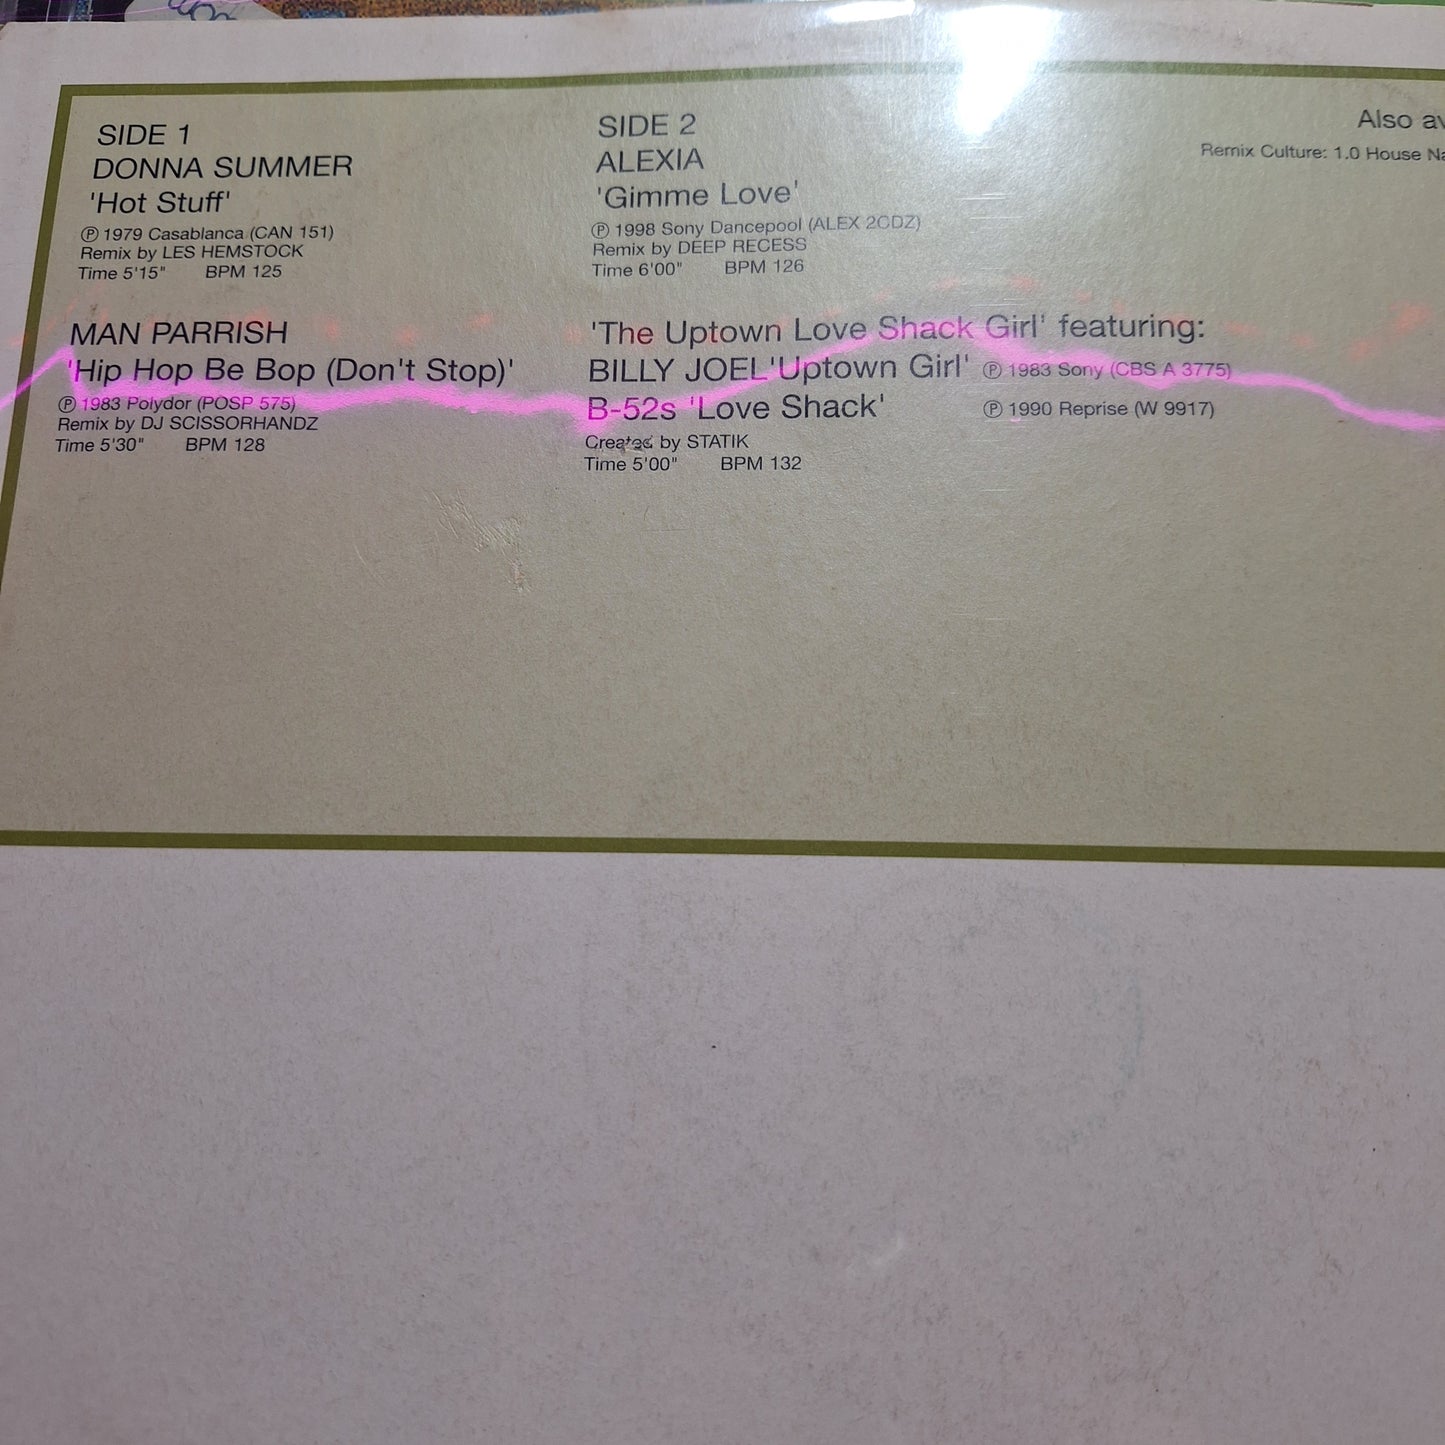 SIDE 1
DONNA SUMMER
'Hot Stuff'
℗ 1979 Casablanca (CAN 151)
Remix by LES HEMSTOCK
Time 5'15" BPM 125
MAN PARRISH
'Hip Hop Be Bop (Don't Stop)'
℗ 1983 Polydor (POSP 575)
Remix by DJ SCISSORHANDZ
Time 5'30" BPM 128
SIDE 2
ALEXIA
'Gimme Love'
℗ 1998 Sony Dancepool (ALEX 2CDZ)
Remix by DEEP RECESS
Time 6'00" BPM 126
'The Uptown Love Shack Girl' featuring:
BILLY JOEL 'Uptown Girl' ℗ 1983 Sony (CBS A 3775)
B-52s 'Love Shack' ℗ 1990 Reprise (W 9917)
Created by STATIK
Time 5'00" BPM 132
Also
Remix Culture: 1.0 House